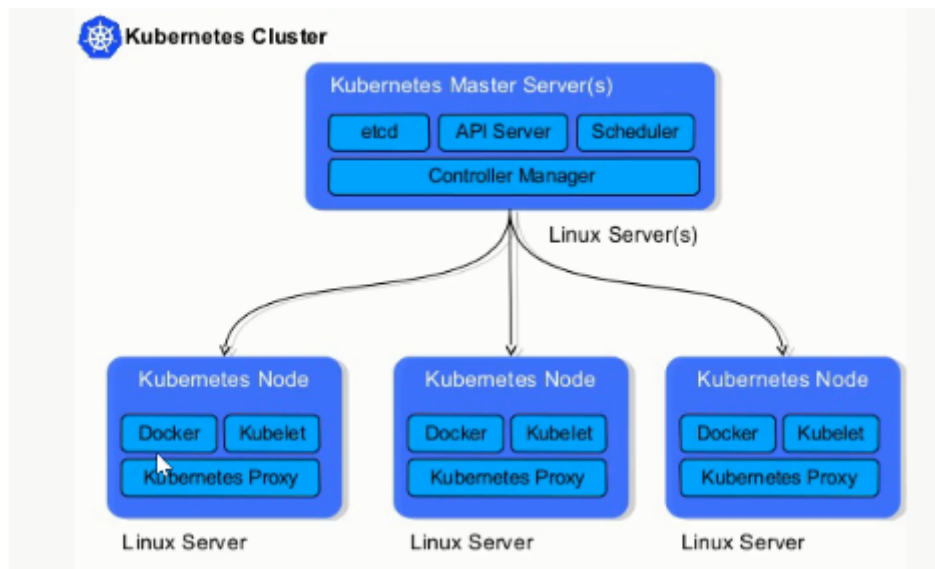 Kubernetes Cluster
Kubernetes Master Server(s)
etcd API Server Scheduler
Controller Manager
Linux Server(s)
Kubernetes Node Kubernetes Node Kubernetes Node
Docker Kubelet Docker Kubelet Docker Kubelet
Kubernetes Proxy Kubernetes Proxy Kubernetes Proxy
Linux Server Linux Server Linux Server